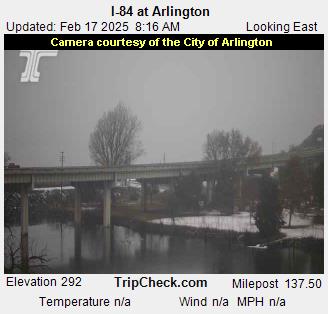 I-84 at Arlington
Updated: Feb 17 2025 8:16 AM Looking East
Camera courtesy of the City of Arlington
Elevation 292 TripCheck.com Milepost 137.50
Temperature n/a Wind n/a MPH n/a